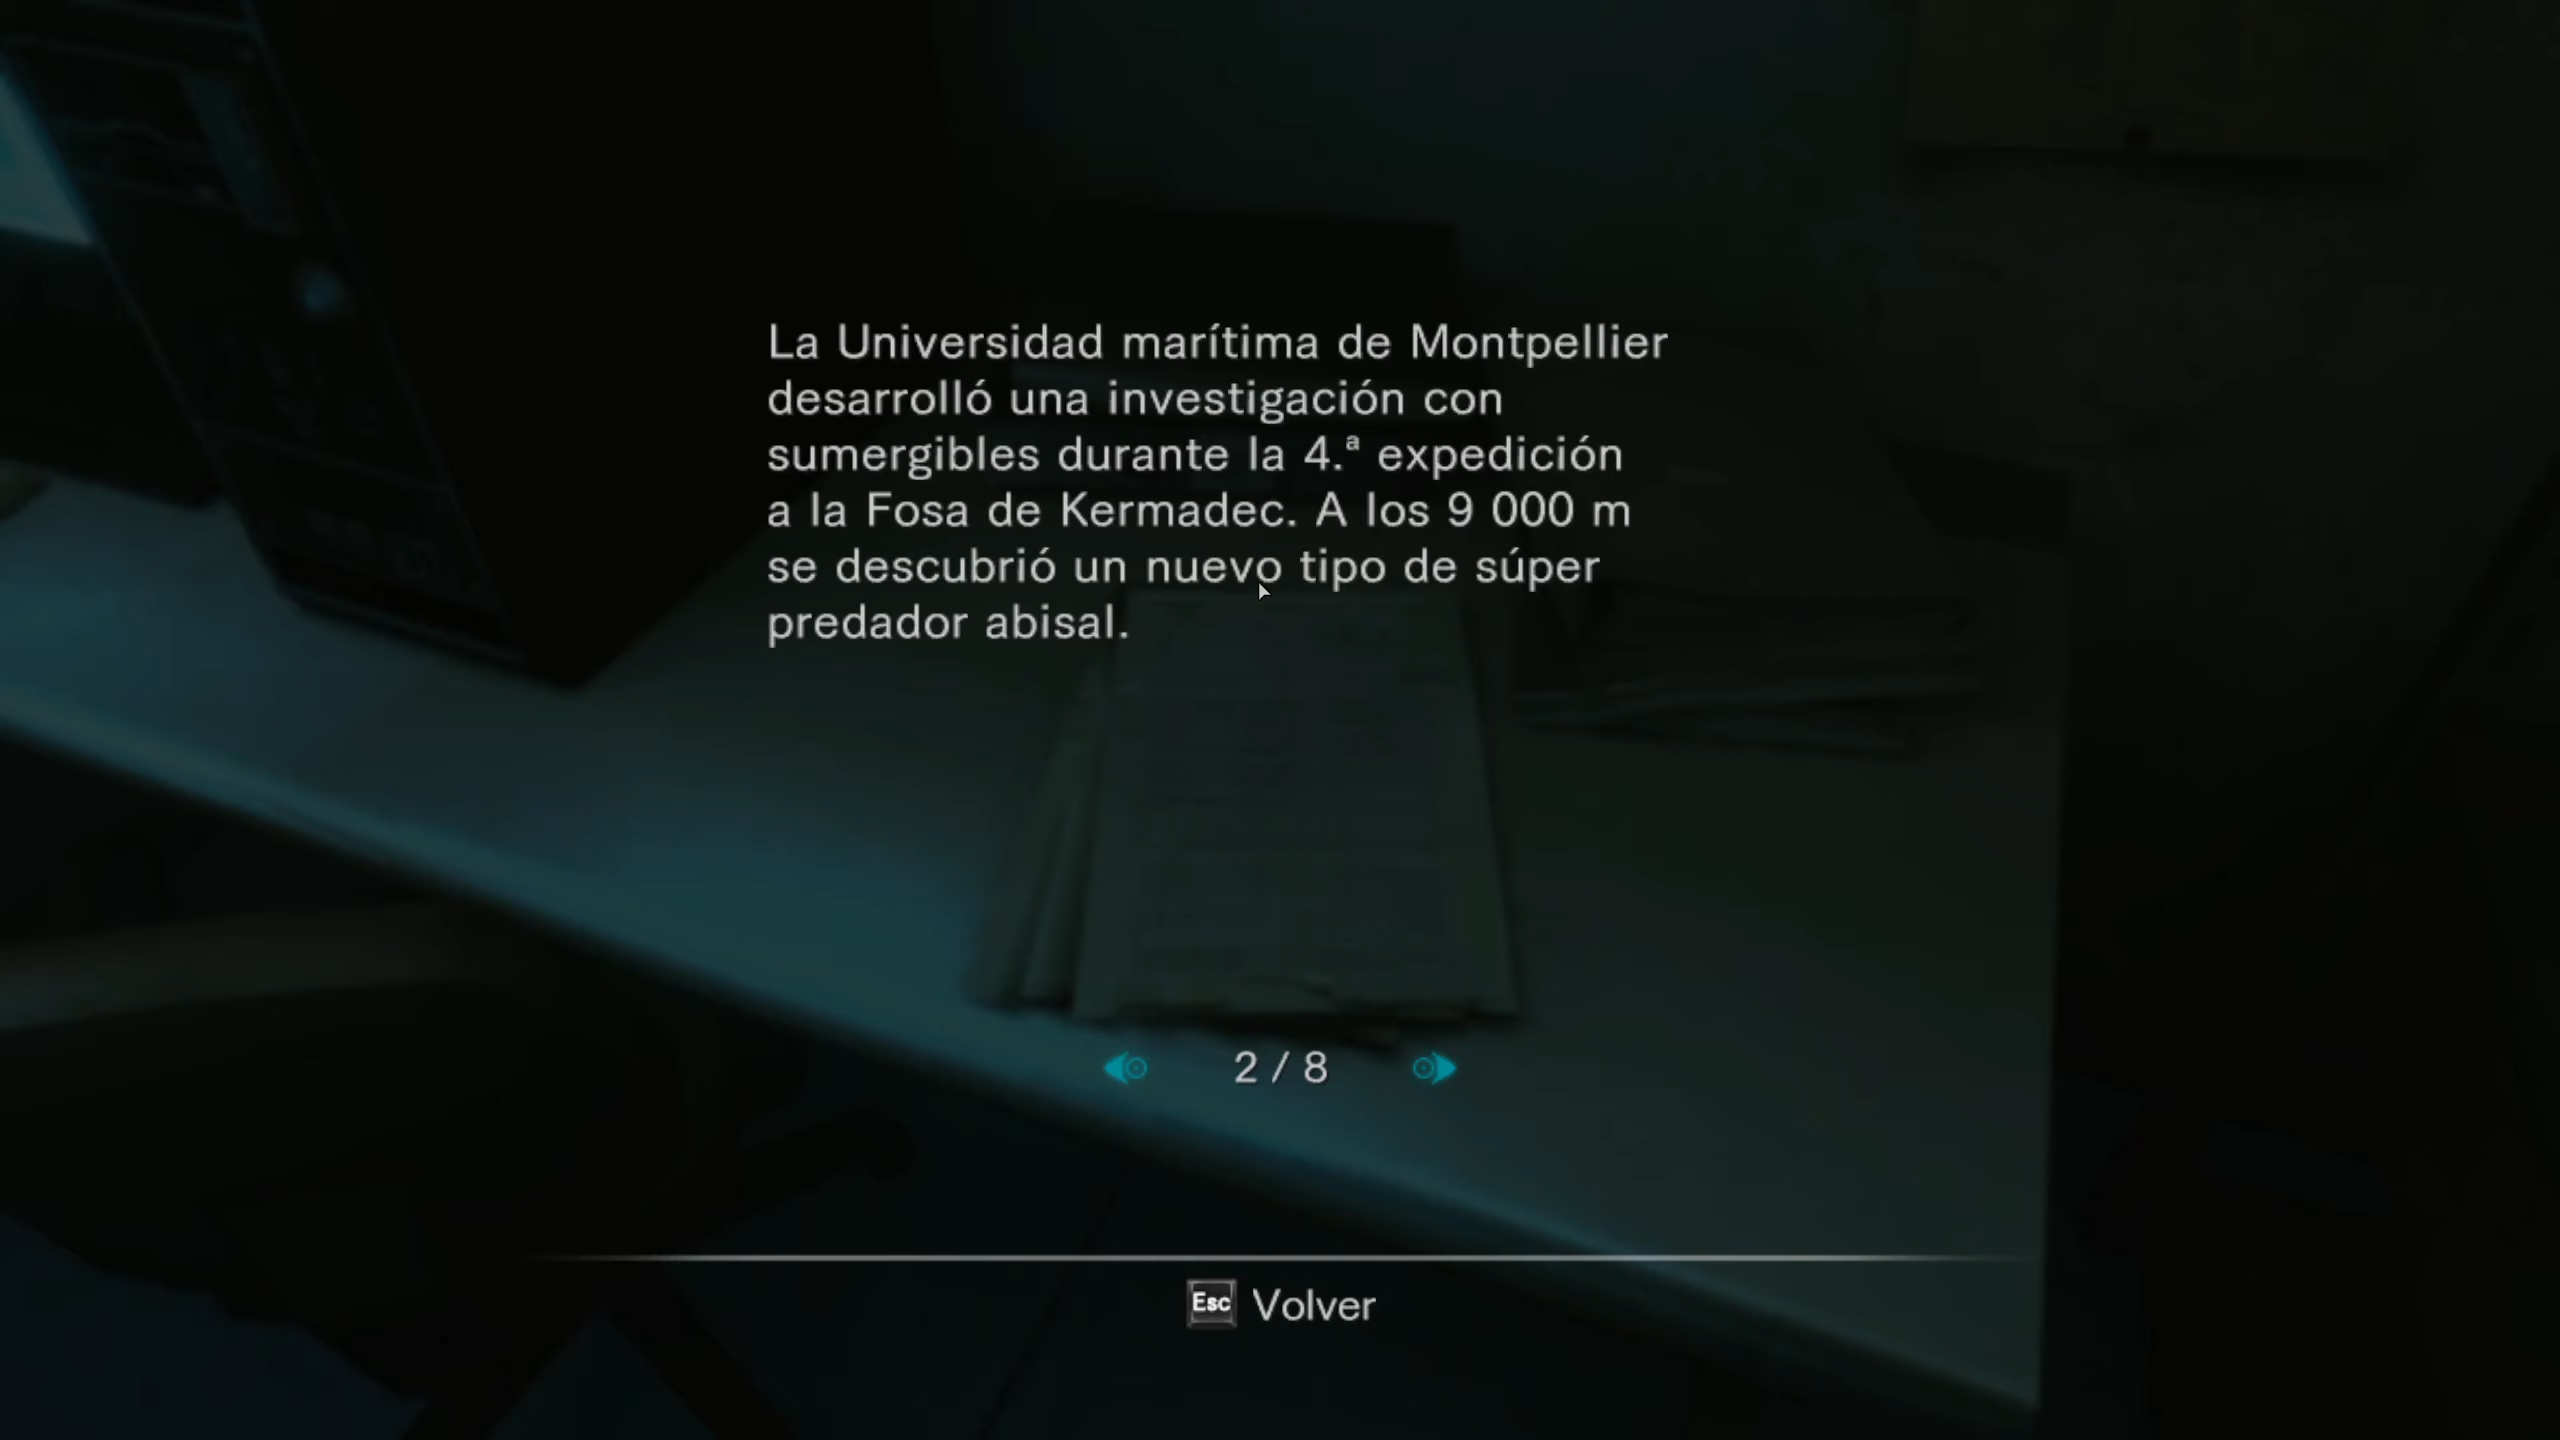 La Universidad marítima de Montpellier
desarrolló una investigación con
sumergibles durante la 4.ª expedición
a la Fosa de Kermadec. A los 9 000 m
se descubrió un nuevo tipo de súper
predador abisal.
2 / 8
Esc Volver